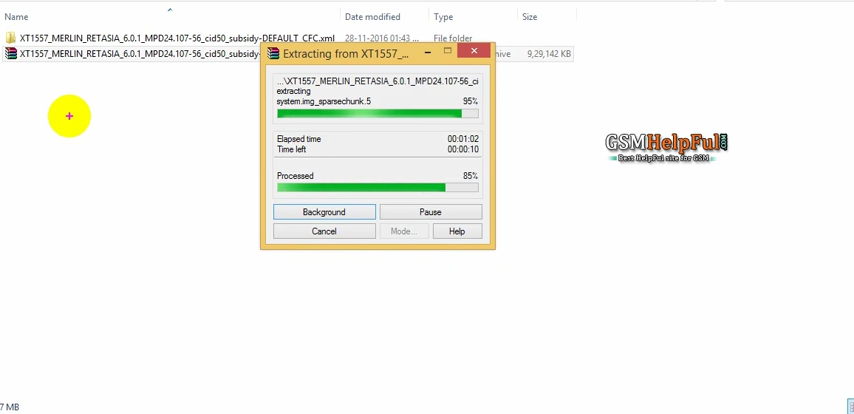 Name
Date modified
Type
Size
XT1557_MERLIN_RETASIA_6.0.1_MPD24.107-56_cid50_subsidy-DEFAULT_CFC.xml
28-11-2016 01:43 ...
File folder
XT1557_MERLIN_RETASIA_6.0.1_MPD24.107-56_cid50_subsidy-
hive
9,29,142 KB
Extracting from XT1557_...
...\XT1557_MERLIN_RETASIA_6.0.1_MPD24.107-56_ci
extracting
system.img_sparsechunk.5
95%
Elapsed time
00:01:02
Time left
00:00:10
Processed
85%
Background
Pause
Cancel
Mode...
Help
GSMHelpFul.COM
Best HelpFul site for GSM
7 MB